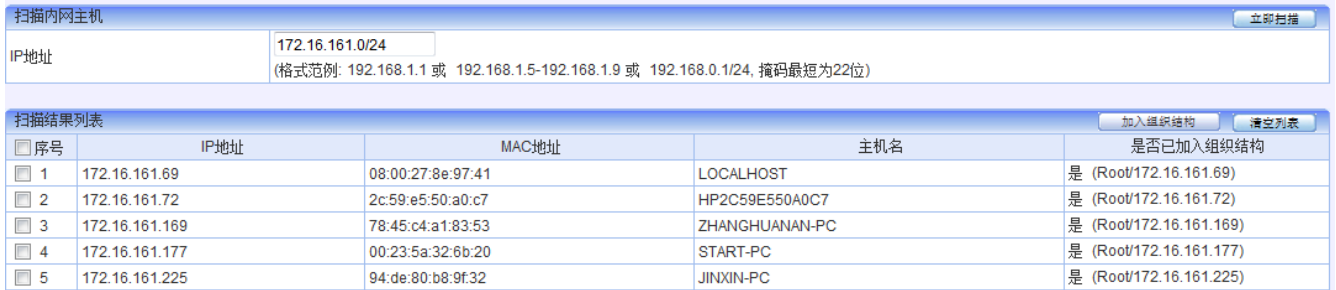 扫描内网主机 立即扫描
IP地址 172.16.161.0/24
(格式范例: 192.168.1.1 或 192.168.1.5-192.168.1.9 或 192.168.0.1/24, 掩码最短为22位)
扫描结果列表 加入组织结构 清空列表
序号 IP地址 MAC地址 主机名 是否已加入组织结构
1 172.16.161.69 08:00:27:8e:97:41 LOCALHOST 是 (Root/172.16.161.69)
2 172.16.161.72 2c:59:e5:50:a0:c7 HP2C59E550A0C7 是 (Root/172.16.161.72)
3 172.16.161.169 78:45:c4:a1:83:53 ZHANGHUANAN-PC 是 (Root/172.16.161.169)
4 172.16.161.177 00:23:5a:32:6b:20 START-PC 是 (Root/172.16.161.177)
5 172.16.161.225 94:de:80:b8:9f:32 JINXIN-PC 是 (Root/172.16.161.225)